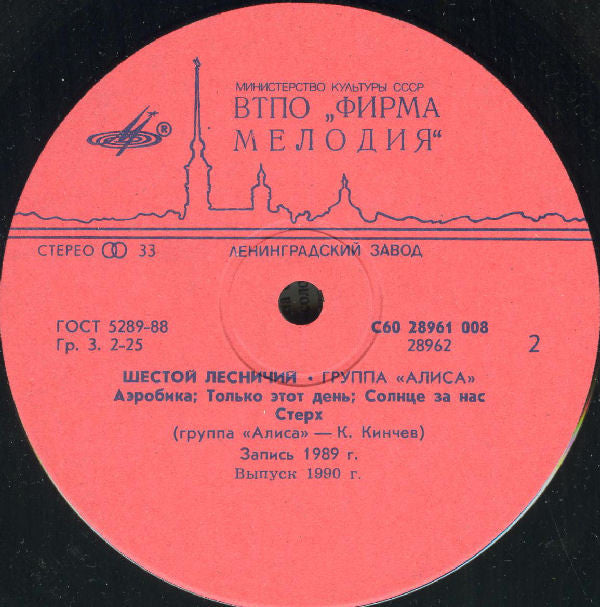 МИНИСТЕРСТВО КУЛЬТУРЫ СССР
ВТПО „ФИРМА
МЕЛОДИЯ“
®
СТЕРЕО 33 ЛЕНИНГРАДСКИЙ ЗАВОД
ГОСТ 5289-88 С60 28961 008
Гр. 3. 2-25 28962 2
ШЕСТОЙ ЛЕСНИЧИЙ • ГРУППА «АЛИСА»
Аэробика; Только этот день; Солнце за нас
Стерх
(группа «Алиса» — К. Кинчев)
Запись 1989 г.
Выпуск 1990 г.